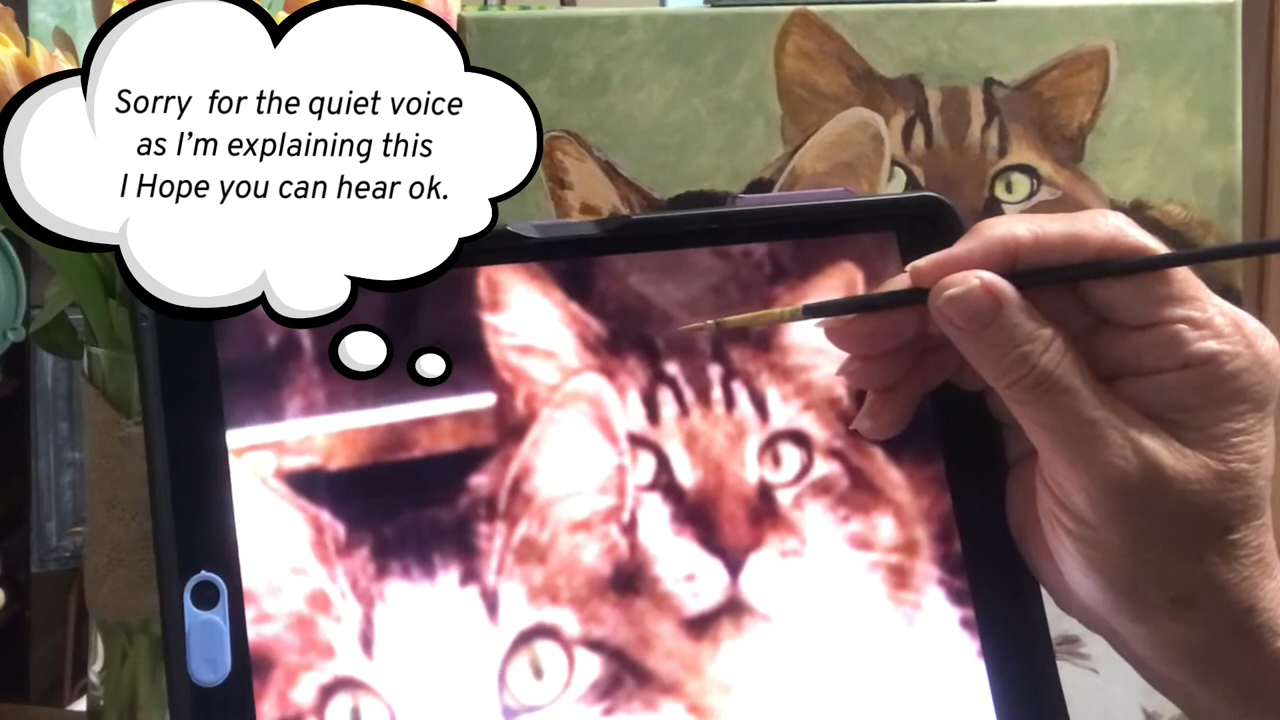 Sorry  for the quiet voice
as I'm explaining this
I Hope you can hear ok.